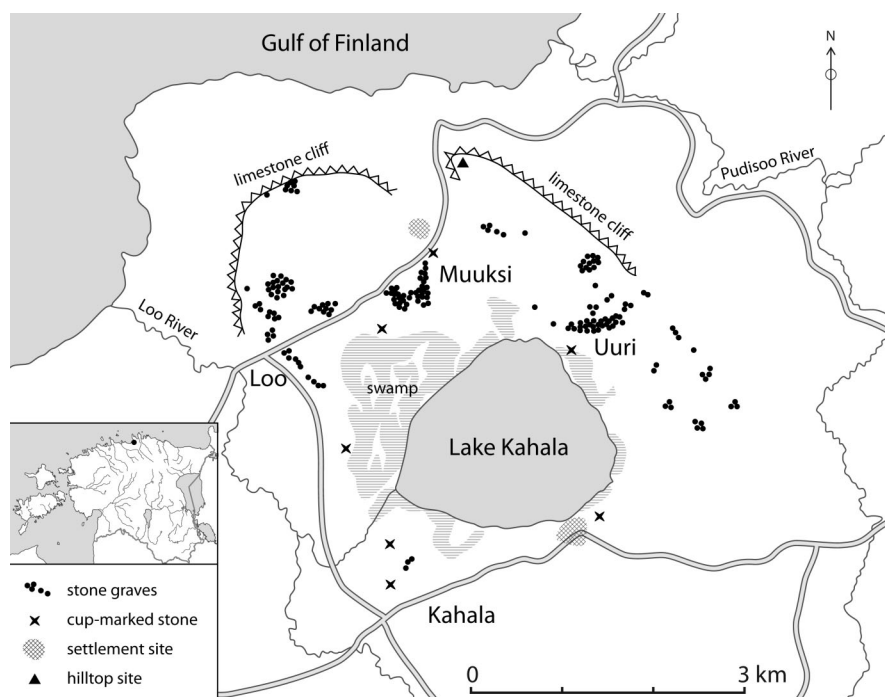 Gulf of Finland
N
limestone cliff
limestone cliff
Pudisoo River
Muuksi
Loo River
Uuri
Loo
swamp
Lake Kahala
stone graves
cup-marked stone
settlement site
hilltop site
Kahala
0 3 km